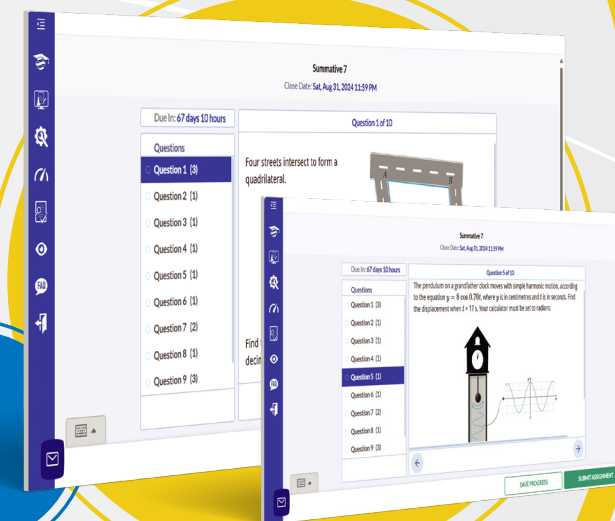 Summative 7
Close Date: Sat, Aug 31, 2024 11:59 PM
Due In: 67 days 10 hours
Question 1 of 10
Questions
Question 1 (3)
Question 2 (1)
Question 3 (1)
Question 4 (1)
Question 5 (1)
Question 6 (1)
Question 7 (2)
Question 8 (1)
Question 9 (3)
Four streets intersect to form a
quadrilateral.
A
B
Find
FAQ
Summative 7
Close Date: Sat, Aug 31, 2024 11:59 PM
Due In: 67 days 10 hours
Question 5 of 10
Questions
Question 1 (3)
Question 2 (1)
Question 3 (1)
Question 4 (1)
Question 5 (1)
Question 6 (1)
Question 7 (2)
Question 8 (1)
Question 9 (3)
The pendulum on a grandfather clock moves with simple harmonic motion, according
to the equation y = 8 cos 0.76t, where y is in centimetres and t is in seconds. Find
the displacement when t = 17 s. Your calculator must be set to radians.
SAVE PROGRESS
SUBMIT ASSIGNMENT